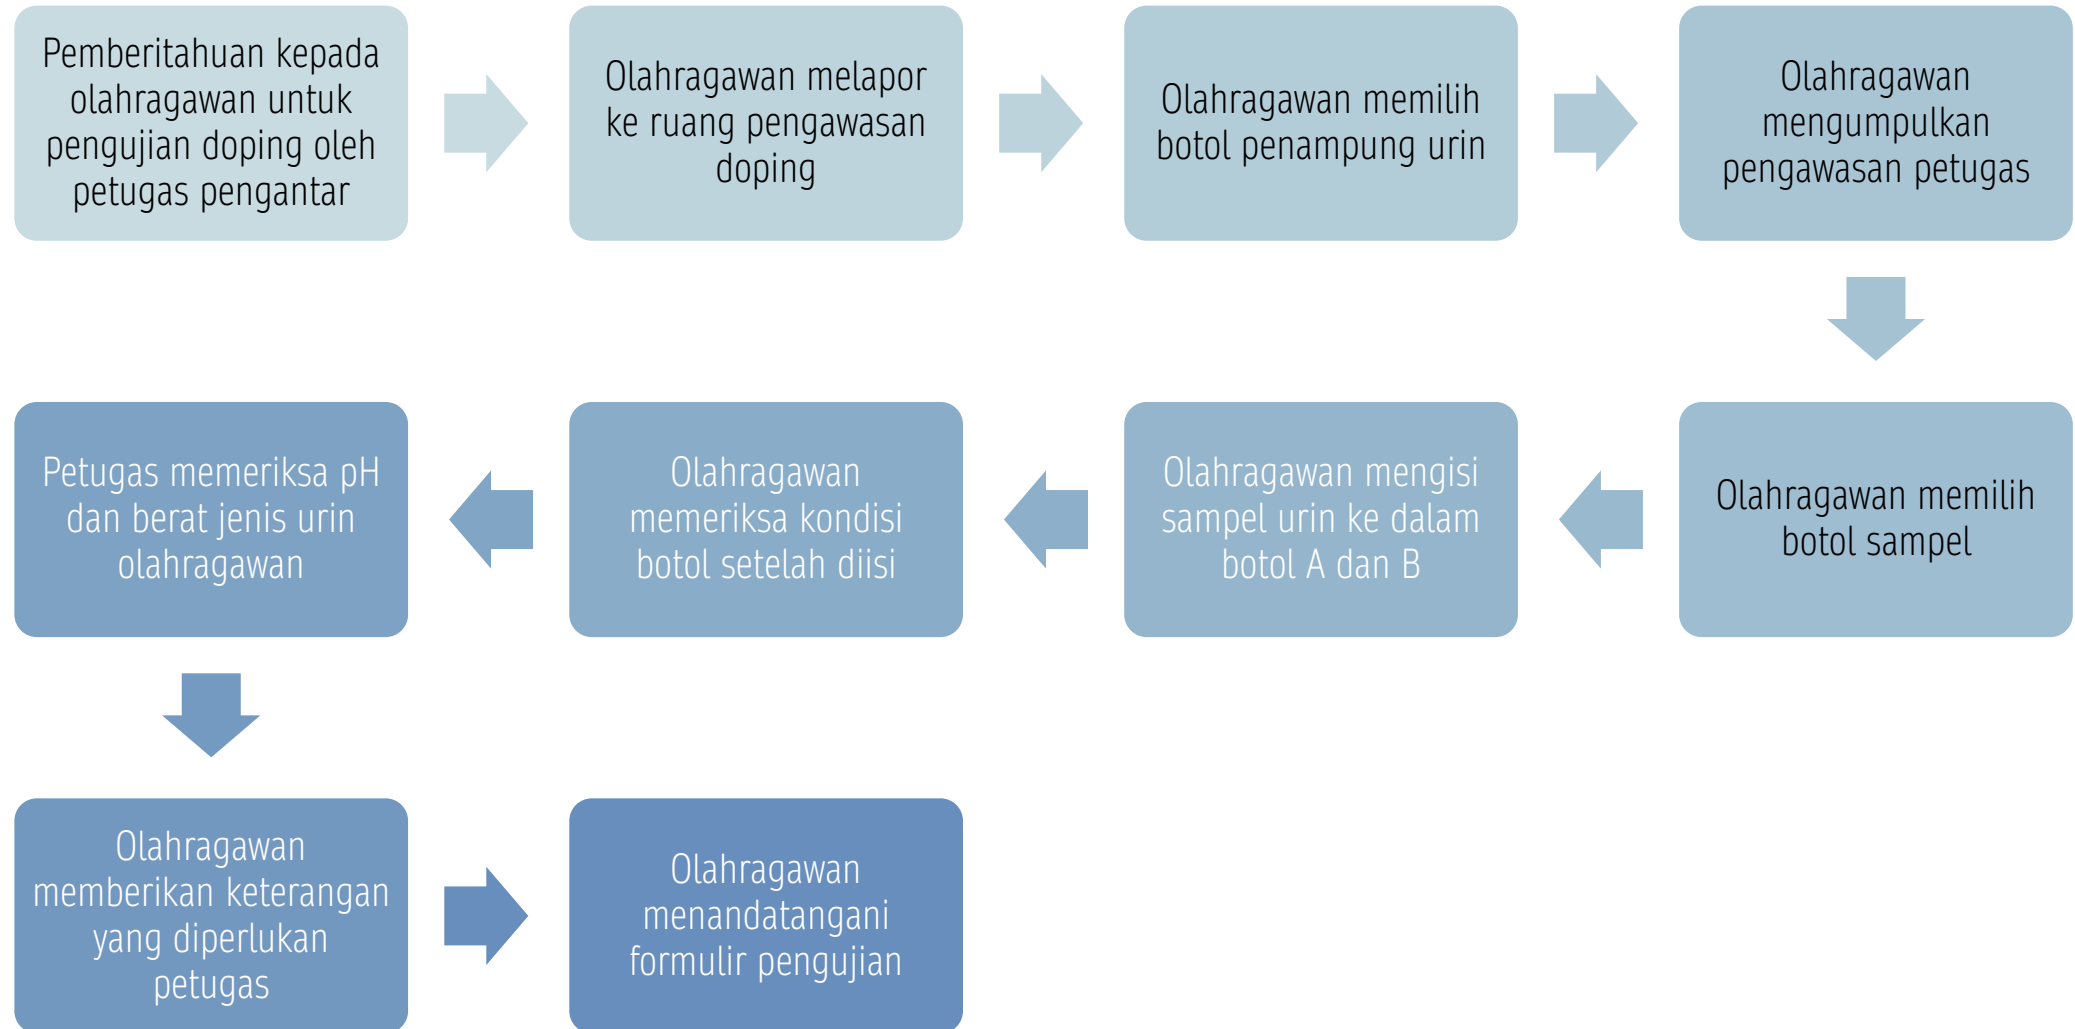 Pemberitahuan kepada
olahragawan untuk
pengujian doping oleh
petugas pengantar
Olahragawan melapor
ke ruang pengawasan
doping
Olahragawan memilih
botol penampung urin
Olahragawan
mengumpulkan
pengawasan petugas
Olahragawan memilih
botol sampel
Olahragawan mengisi
sampel urin ke dalam
botol A dan B
Olahragawan
memeriksa kondisi
botol setelah diisi
Petugas memeriksa pH
dan berat jenis urin
olahragawan
Olahragawan
memberikan keterangan
yang diperlukan
petugas
Olahragawan
menandatangani
formulir pengujian